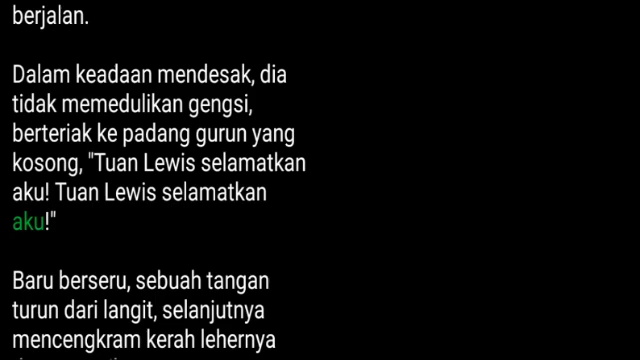 berjalan.
Dalam keadaan mendesak, dia
tidak memedulikan gengsi,
berteriak ke padang gurun yang
kosong, "Tuan Lewis selamatkan
aku! Tuan Lewis selamatkan
aku!"
Baru berseru, sebuah tangan
turun dari langit, selanjutnya
mencengkram kerah lehernya